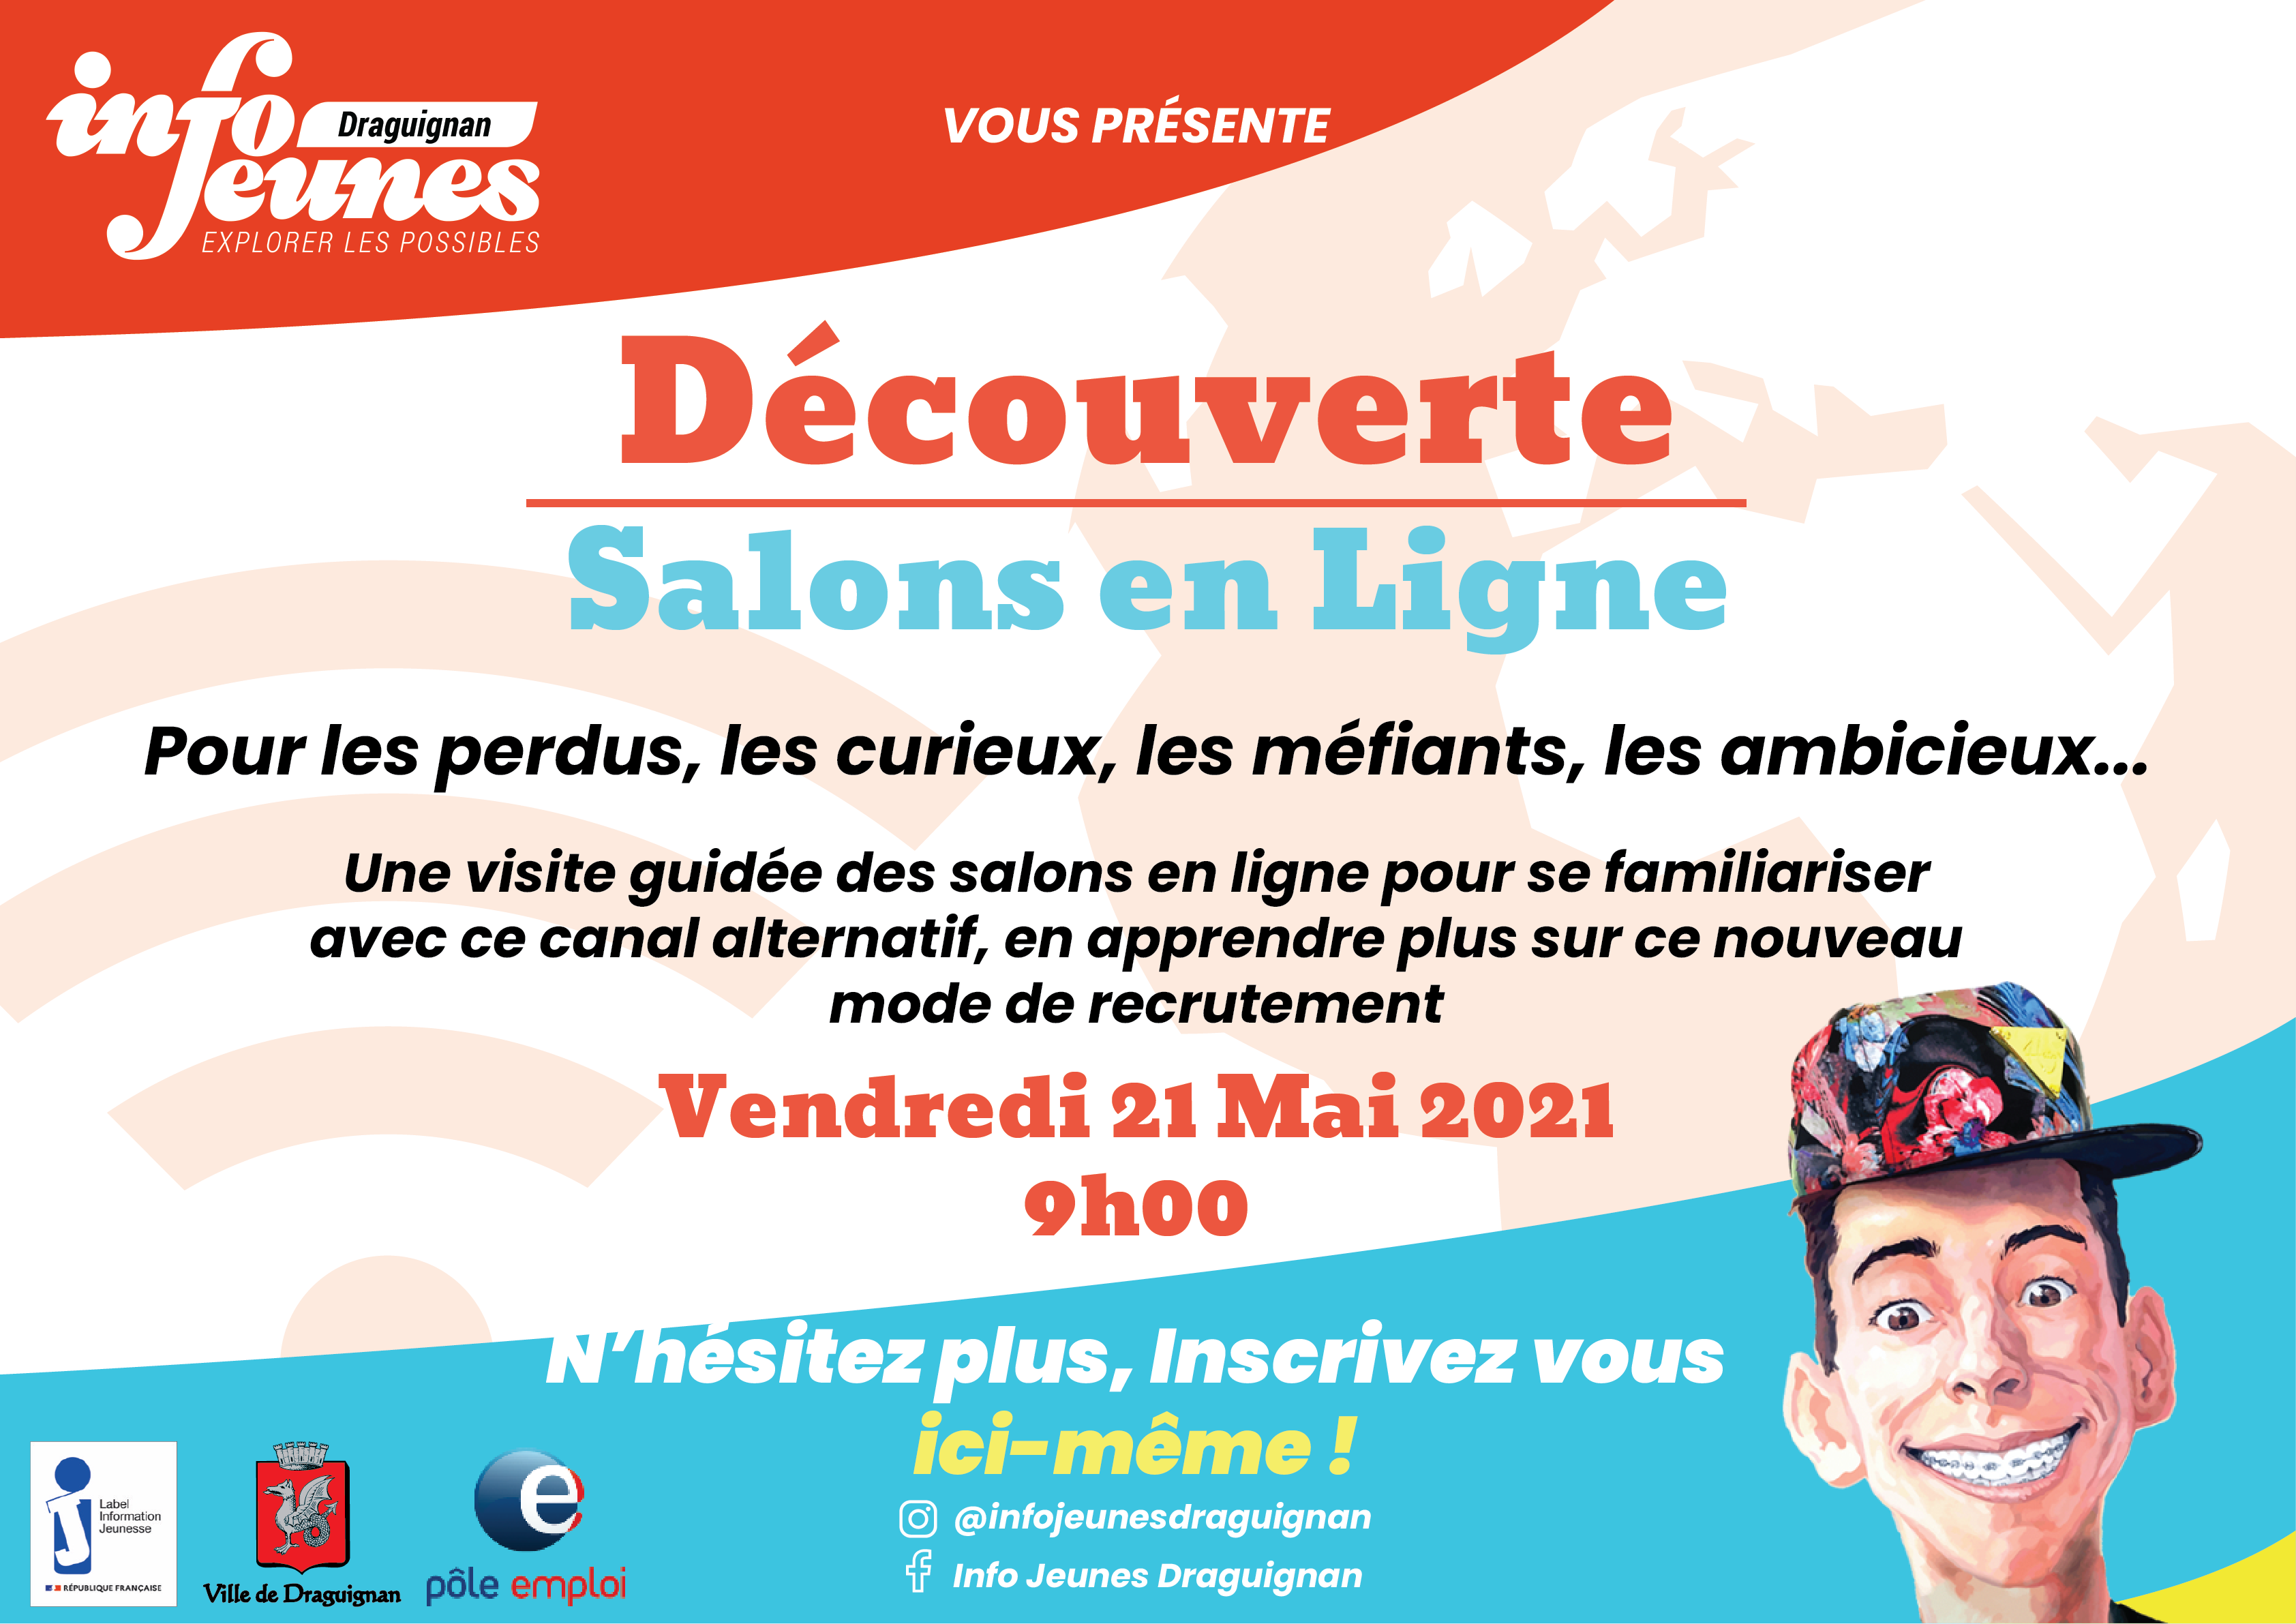 info
Draguignan
Jeunes
EXPLORER LES POSSIBLES
VOUS PRÉSENTE
Découverte
Salons en Ligne
Pour les perdus, les curieux, les méfiants, les ambicieux...
Une visite guidée des salons en ligne pour se familiariser
avec ce canal alternatif, en apprendre plus sur ce nouveau
mode de recrutement
Vendredi 21 Mai 2021
9h00
N'hésitez plus, Inscrivez vous
ici-même !
@infojeunesdraguignan
Info Jeunes Draguignan
Label
Information
Jeunesse
RÉPUBLIQUE FRANÇAISE
Ville de Draguignan
pôle emploi